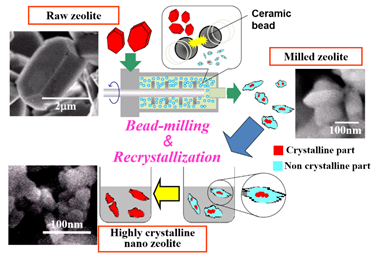 Raw zeolite
Ceramic
bead
Milled zeolite
2μm
100nm
Bead-milling
&
Recrystallization
Crystalline part
Non crystalline part
100nm
Highly crystalline
nano zeolite